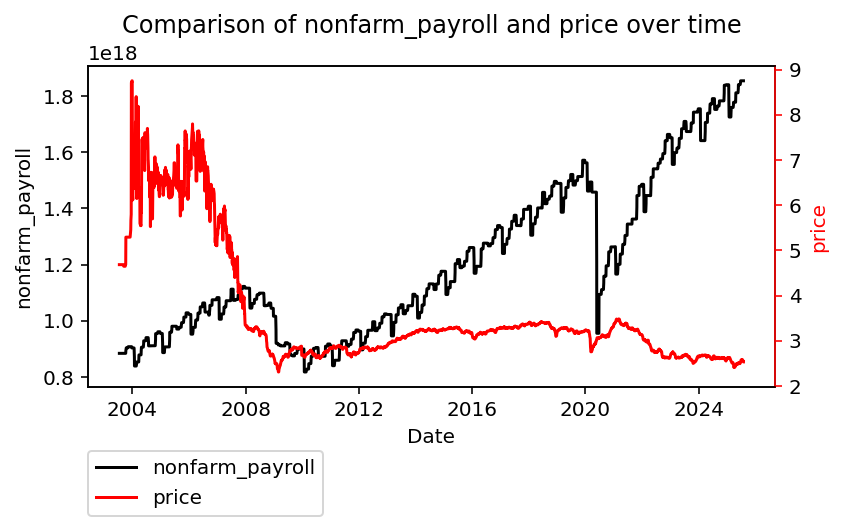 Comparison of nonfarm_payroll and price over time
1e18
1.8
1.6
1.4
1.2
1.0
0.8
nonfarm_payroll
9
8
7
6
5
4
3
2
price
2004 2008 2012 2016 2020 2024
Date
nonfarm_payroll
price